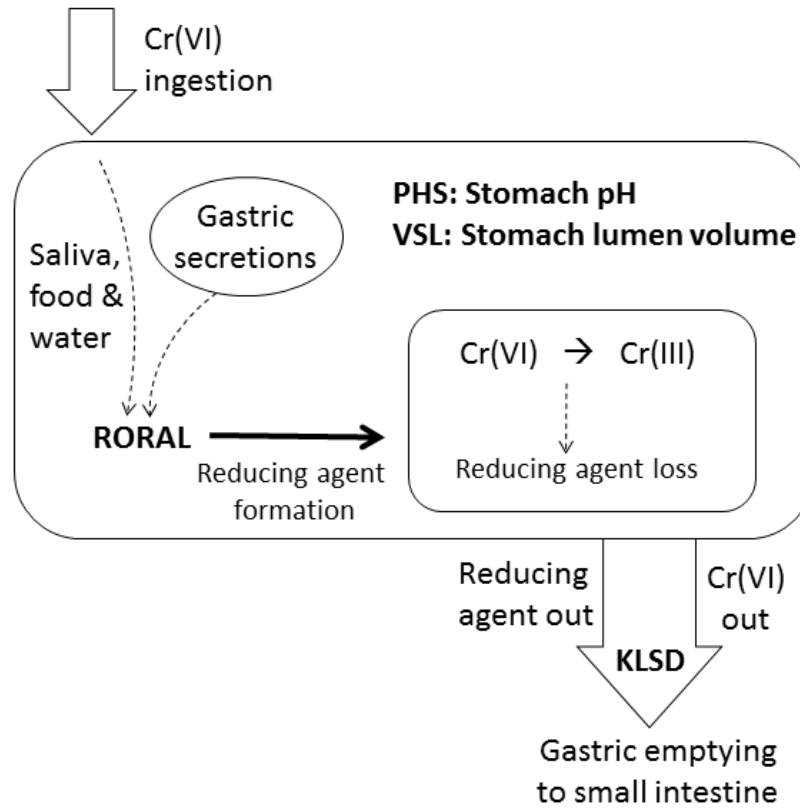 Cr(VI)
ingestion
PHS: Stomach pH
VSL: Stomach lumen volume
Gastric
secretions
Saliva,
food &
water
Cr(VI) → Cr(III)
RORAL
Reducing agent
formation
Reducing agent loss
Reducing
agent out
Cr(VI)
out
KLSD
Gastric emptying
to small intestine